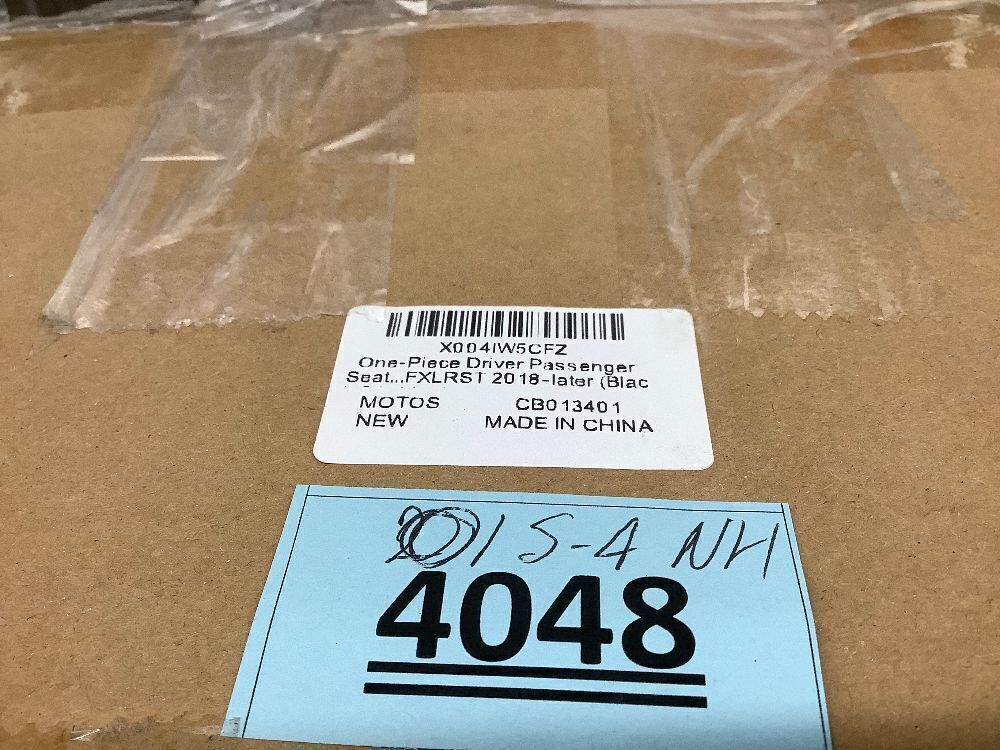 X004IW5CFZ
One-Piece Driver Passenger
Seat...FXLRST 2018-later (Blac
MOTOS CB013401
NEW MADE IN CHINA
201S-4 NH
4048